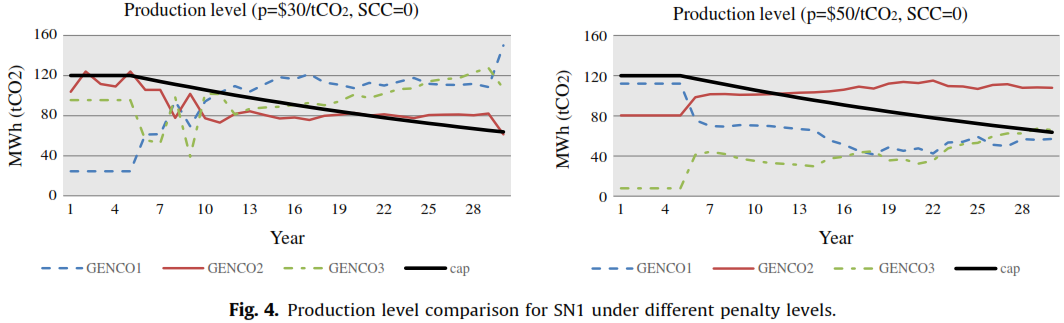 Production level (p=$30/tCO2, SCC=0)
MWh (tCO2)
160
120
80
40
0
1 4 7 10 13 16 19 22 25 28
Year
GENCO1 GENCO2 GENCO3 cap
Production level (p=$50/tCO2, SCC=0)
MWh (tCO2)
160
120
80
40
0
1 4 7 10 13 16 19 22 25 28
Year
GENCO1 GENCO2 GENCO3 cap
Fig. 4. Production level comparison for SN1 under different penalty levels.